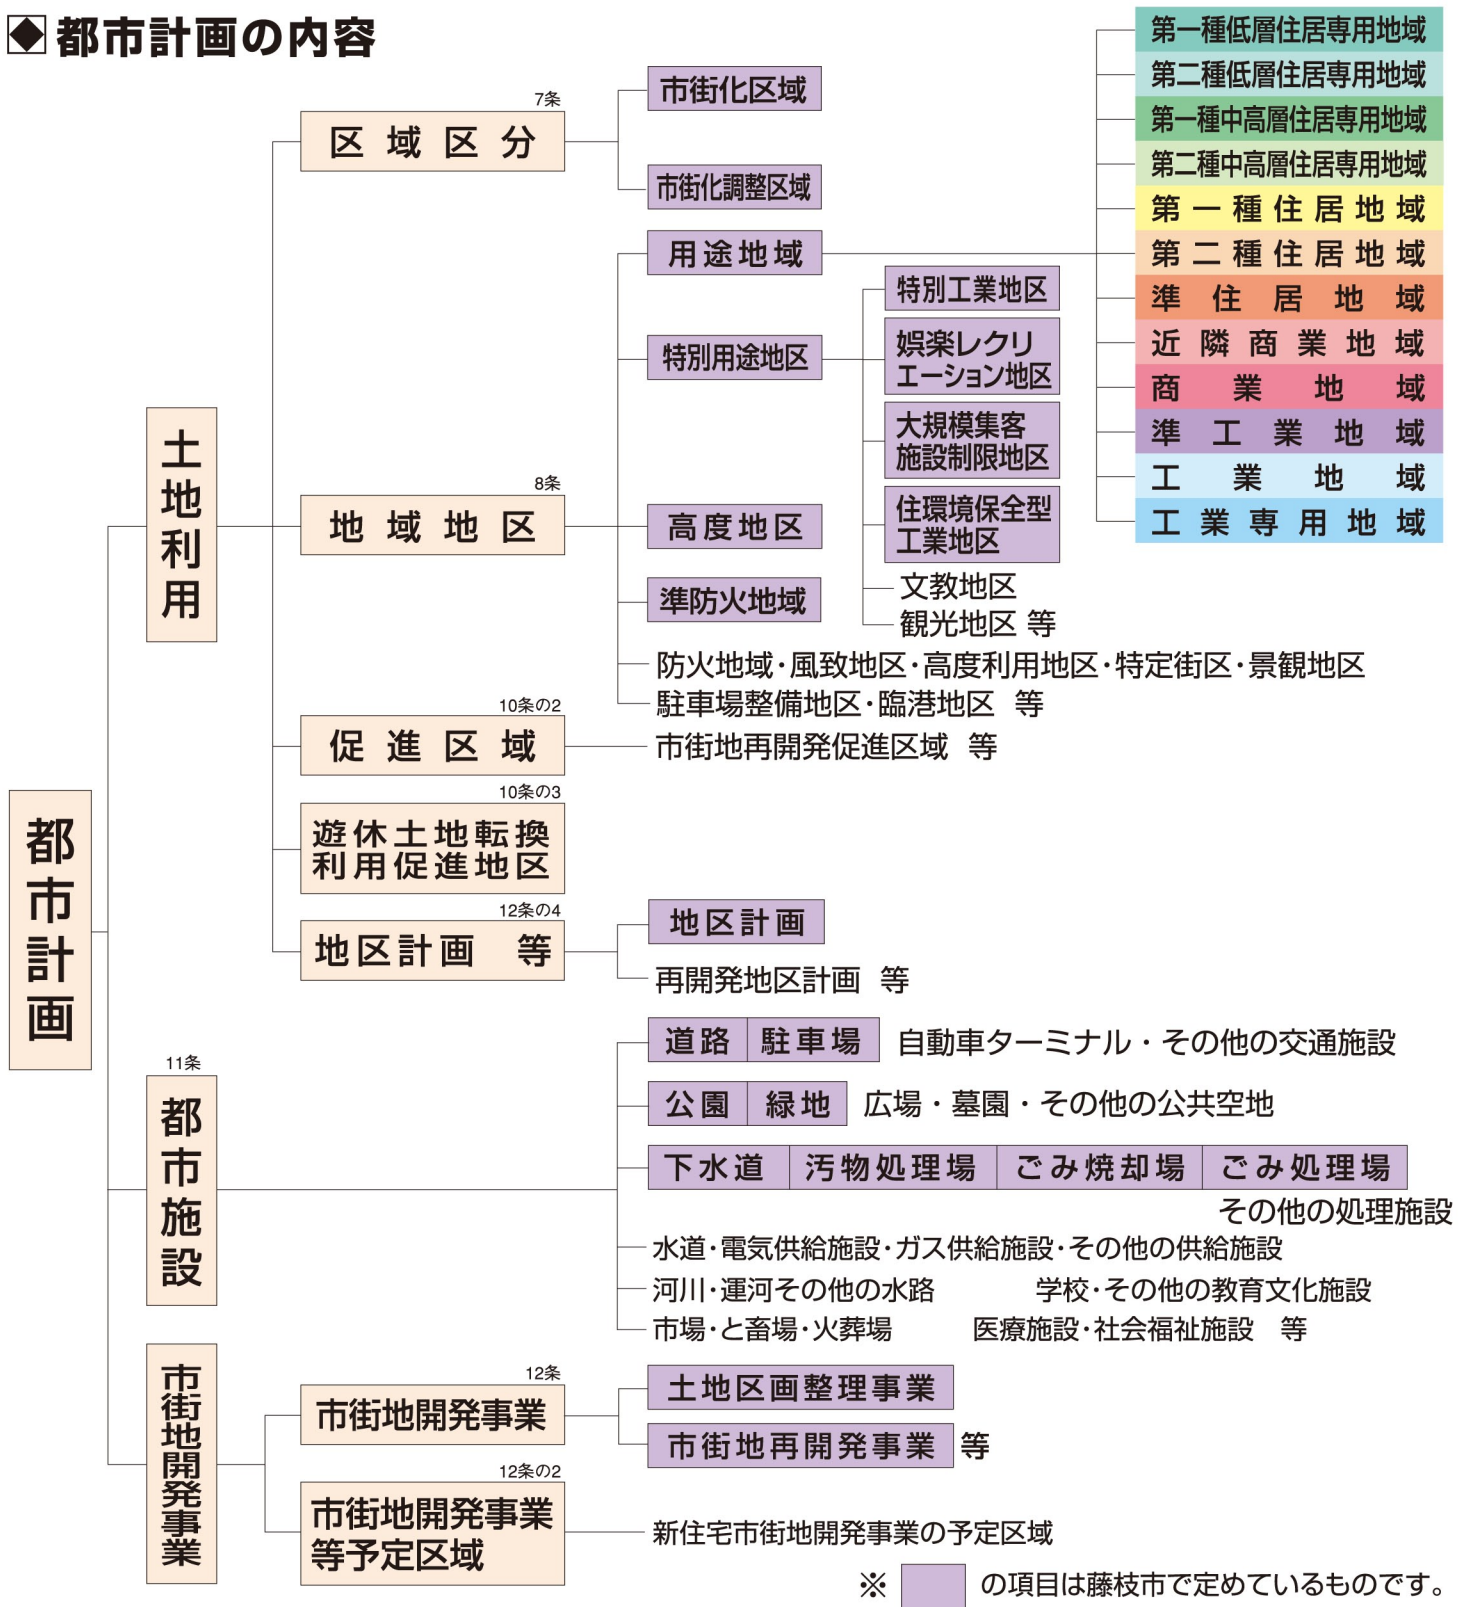 ◆都市計画の内容
都市計画
土地利用
7条
区域区分
市街化区域
市街化調整区域
8条
地域地区
用途地域
第一種低層住居専用地域
第二種低層住居専用地域
第一種中高層住居専用地域
第二種中高層住居専用地域
第一種住居地域
第二種住居地域
準住居地域
近隣商業地域
商業地域
準工業地域
工業地域
工業専用地域
特別用途地区
特別工業地区
娯楽レクリ
エーション地区
大規模集客
施設制限地区
住環境保全型
工業地区
文教地区
観光地区 等
高度地区
準防火地域
防火地域・風致地区・高度利用地区・特定街区・景観地区
駐車場整備地区・臨港地区 等
10条の2
促進区域
市街地再開発促進区域 等
10条の3
遊休土地転換
利用促進地区
12条の4
地区計画 等
地区計画
再開発地区計画 等
11条
都市施設
道路 駐車場 自動車ターミナル・その他の交通施設
公園 緑地 広場・墓園・その他の公共空地
下水道 汚物処理場 ごみ焼却場 ごみ処理場
その他の処理施設
水道・電気供給施設・ガス供給施設・その他の供給施設
河川・運河その他の水路 学校・その他の教育文化施設
市場・と畜場・火葬場 医療施設・社会福祉施設 等
市街地開発事業
12条
市街地開発事業
土地区画整理事業
市街地再開発事業 等
12条の2
市街地開発事業
等予定区域
新住宅市街地開発事業の予定区域
※ の項目は藤枝市で定めているものです。